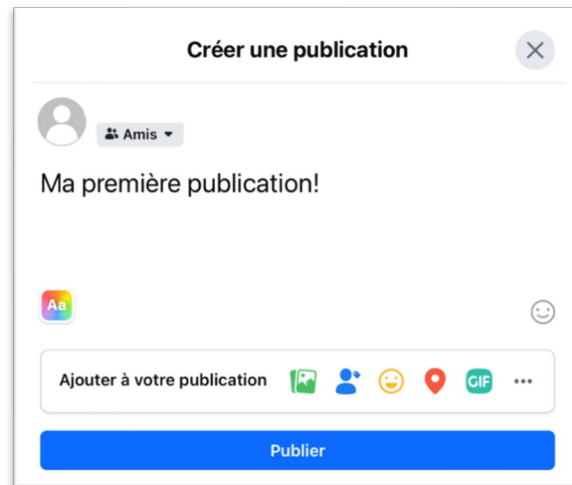 Créer une publication
Amis
Ma première publication!
Aa
Ajouter à votre publication
GIF
Publier